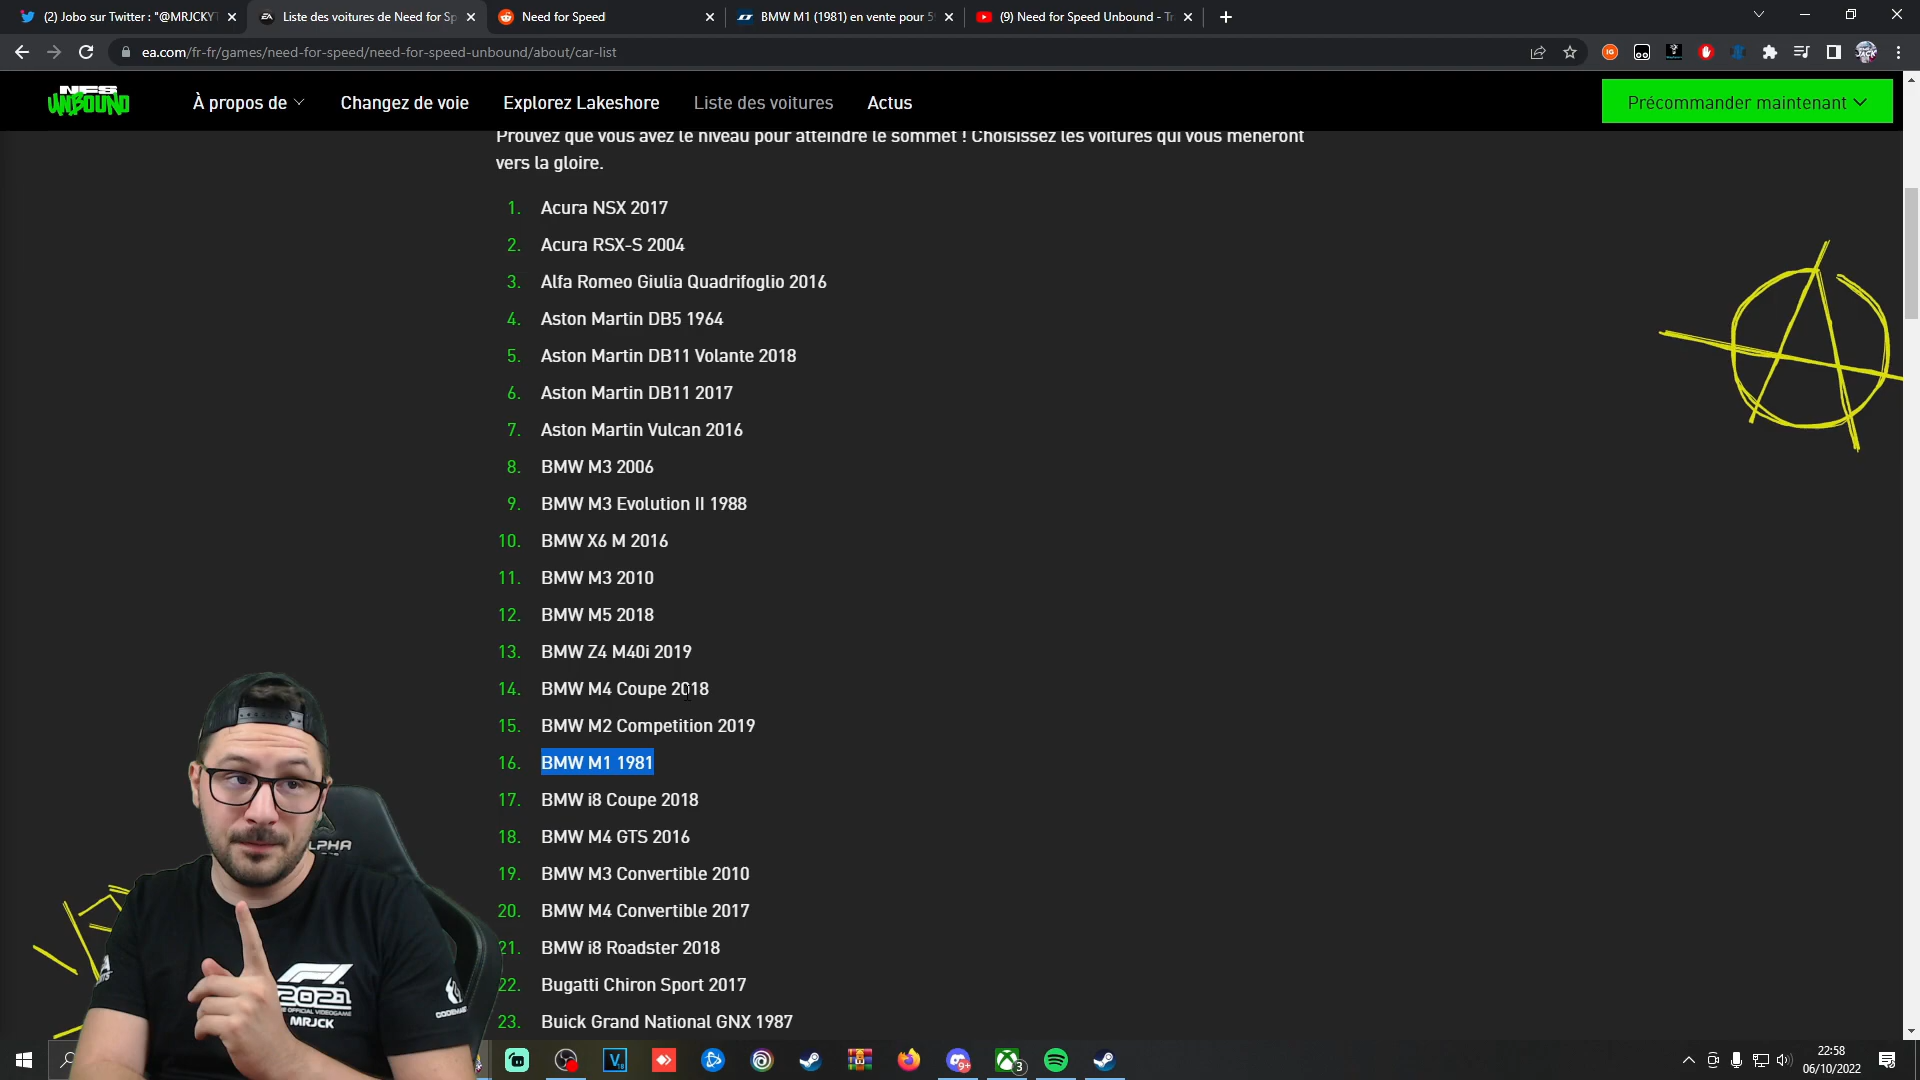 (2) Jobo sur Twitter : "@MRJCKYT
Liste des voitures de Need for Sp
Need for Speed
BMW M1 (1981) en vente pour 5
(9) Need for Speed Unbound - Tr
ea.com/fr-fr/games/need-for-speed/need-for-speed-unbound/about/car-list
NFS
UNBOUND
À propos de
Changez de voie
Explorez Lakeshore
Liste des voitures
Actus
Précommander maintenant
Prouvez que vous avez le niveau pour atteindre le sommet ! Choisissez les voitures qui vous mèneront
vers la gloire.
1. Acura NSX 2017
2. Acura RSX-S 2004
3. Alfa Romeo Giulia Quadrifoglio 2016
4. Aston Martin DB5 1964
5. Aston Martin DB11 Volante 2018
6. Aston Martin DB11 2017
7. Aston Martin Vulcan 2016
8. BMW M3 2006
9. BMW M3 Evolution II 1988
10. BMW X6 M 2016
11. BMW M3 2010
12. BMW M5 2018
13. BMW Z4 M40i 2019
14. BMW M4 Coupe 2018
15. BMW M2 Competition 2019
16. BMW M1 1981
17. BMW i8 Coupe 2018
18. BMW M4 GTS 2016
19. BMW M3 Convertible 2010
20. BMW M4 Convertible 2017
21. BMW i8 Roadster 2018
22. Bugatti Chiron Sport 2017
23. Buick Grand National GNX 1987
F1
2021
THE OFFICIAL VIDEOGAME
MRJCK
22:58
06/10/2022